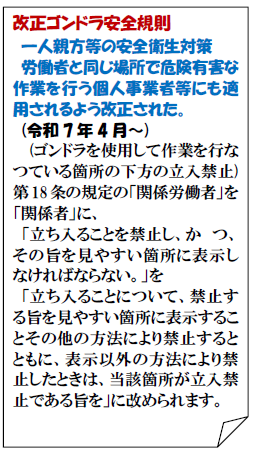 改正ゴンドラ安全規則
一人親方等の安全衛生対策
労働者と同じ場所で危険有害な
作業を行う個人事業者等にも適
用されるよう改正された。
(令和７年４月～)
(ゴンドラを使用して作業を行な
つている箇所の下方の立入禁止)
第18条の規定の「関係労働者」を
「関係者」に、
「立ち入ることを禁止し、か　つ、
その旨を見やすい箇所に表示し
なければならない。」を
「立ち入ることについて、禁止す
る旨を見やすい箇所に表示するこ
とその他の方法により禁止すると
ともに、表示以外の方法により禁
止したときは、当該箇所が立入禁
止である旨を」に改められます。